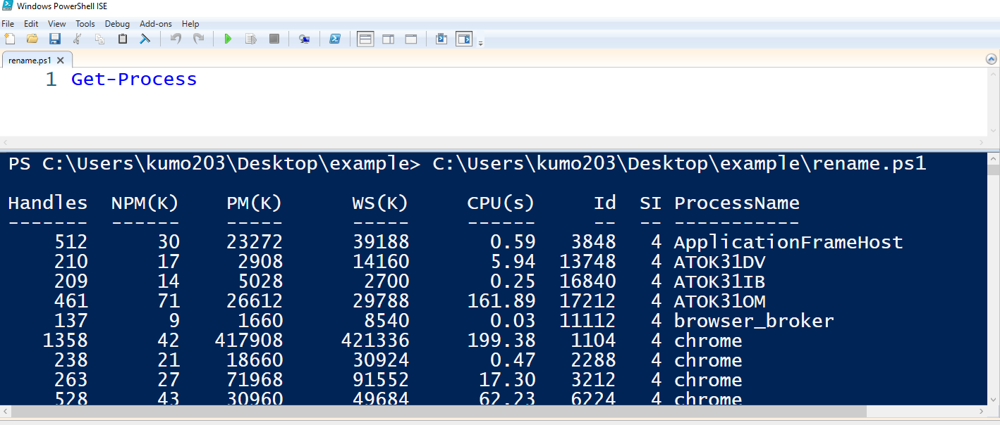 Windows PowerShell ISE
File Edit View Tools Debug Add-ons Help
rename.ps1
1 Get-Process
PS C:\Users\kumo203\Desktop\example> C:\Users\kumo203\Desktop\example\rename.ps1
Handles NPM(K) PM(K) WS(K) CPU(s) Id SI ProcessName
------- ------ ----- ----- ------ -- -- -----------
512 30 23272 39188 0.59 3848 4 ApplicationFrameHost
210 17 2908 14160 5.94 13748 4 ATOK31DV
209 14 5028 2700 0.25 16840 4 ATOK31IB
461 71 26612 29788 161.89 17212 4 ATOK31OM
137 9 1660 8540 0.03 11112 4 browser_broker
1358 42 417908 421336 199.38 1104 4 chrome
238 21 18660 30924 0.47 2288 4 chrome
263 27 71968 91552 17.30 3212 4 chrome
528 43 30960 49684 62.23 6224 4 chrome